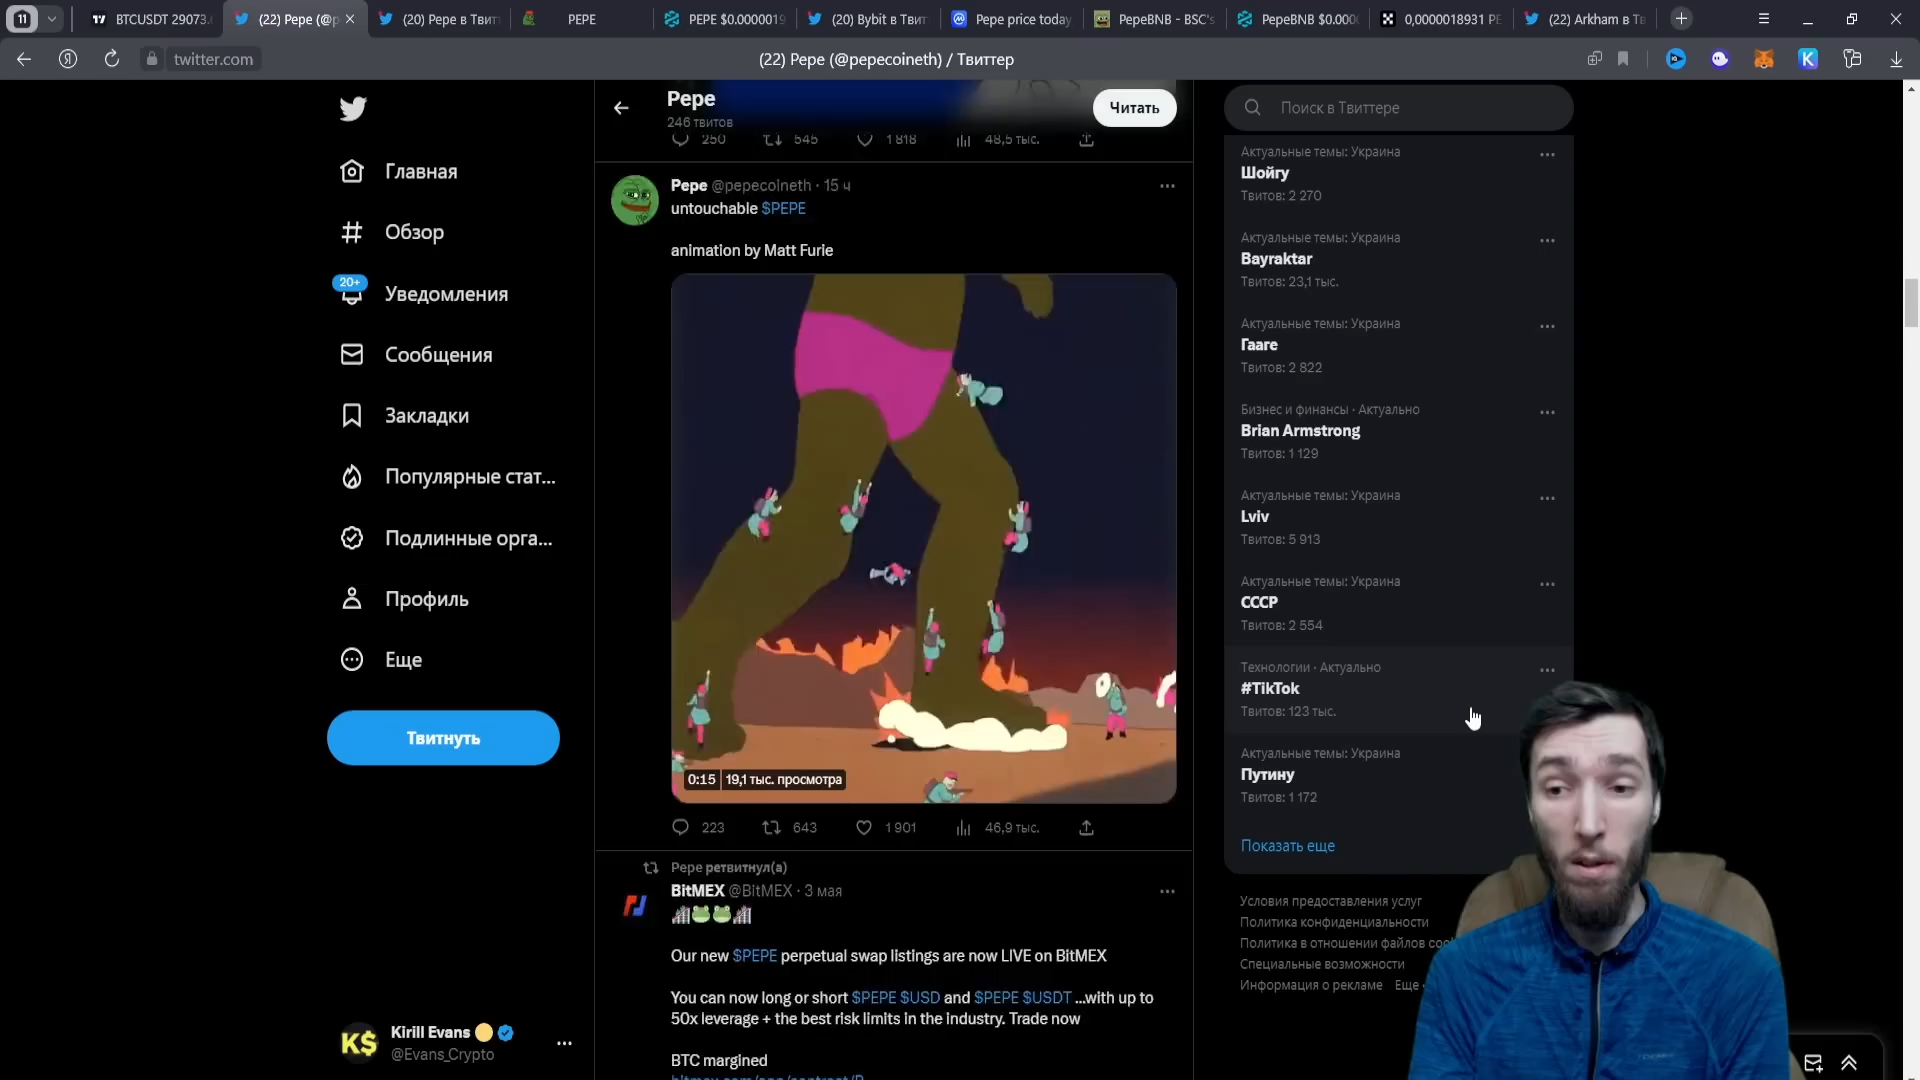 11
BTCUSDT 29073.
(22) Pepe (@p
(20) Pepe в Твит
PEPE
PEPE $0.0000019
(20) Bybit в Твит
Pepe price today
PepeBNB - BSC's
PepeBNB $0.000
0,0000018931 PE
(22) Arkham в Тв
twitter.com
(22) Pepe (@pepecoineth) / Твиттер
Главная
Обзор
20+
Уведомления
Сообщения
Закладки
Популярные стат...
Подлинные орга...
Профиль
Еще
Твитнуть
K$
Kirill Evans
@Evans_Crypto
Pepe
246 твитов
Читать
250 545 1 818 48,5 тыс.
Pepe @pepecoineth · 15 ч
untouchable $PEPE
animation by Matt Furie
0:15 19,1 тыс. просмотра
223 643 1 901 46,9 тыс.
Pepe ретвитнул(а)
BitMEX @BitMEX · 3 мая
Our new $PEPE perpetual swap listings are now LIVE on BitMEX
You can now long or short $PEPE $USD and $PEPE $USDT ...with up to
50x leverage + the best risk limits in the industry. Trade now
BTC margined
Поиск в Твиттере
Актуальные темы: Украина
Шойгу
Твитов: 2 270
Актуальные темы: Украина
Bayraktar
Твитов: 23,1 тыс.
Актуальные темы: Украина
Гааге
Твитов: 2 822
Бизнес и финансы · Актуально
Brian Armstrong
Твитов: 1 129
Актуальные темы: Украина
Lviv
Твитов: 5 913
Актуальные темы: Украина
СССР
Твитов: 2 554
Технологии · Актуально
#TikTok
Твитов: 123 тыс.
Актуальные темы: Украина
Путину
Твитов: 1 172
Показать еще
Условия предоставления услуг
Политика конфиденциальности
Политика в отношении файлов coo
Специальные возможности
Информация о рекламе Еще